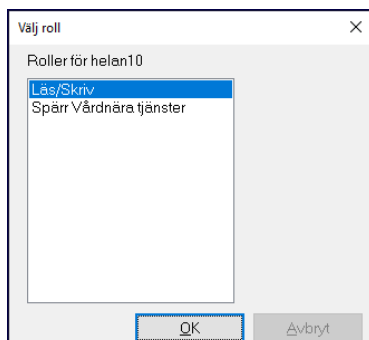 Välj roll
Roller för helan10
Läs/Skriv
Spärr Vårdnära tjänster
OK
Avbryt